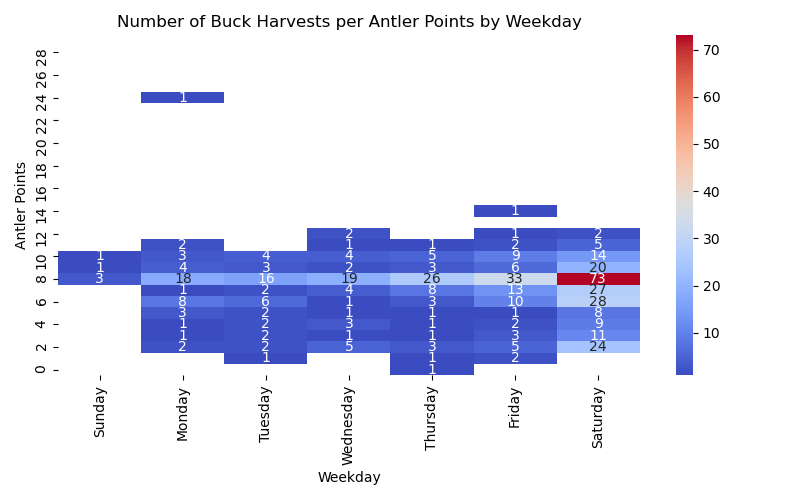 Number of Buck Harvests per Antler Points by Weekday
28
26
24 1
22
20
18
16
14 1
2 1 2
12
2 1 1 2 5
10 1 3 4 4 5 9 14
1 4 3 2 3 6 20
8 3 18 16 19 26 33 73
1 2 4 8 13 27
6 8 6 1 3 10 28
3 2 1 1 1 8
4 1 2 3 1 2 9
1 2 1 1 3 11
2 2 2 5 3 5 24
1 1 2
0 1
Antler Points
Sunday Monday Tuesday Wednesday Thursday Friday Saturday
Weekday
70
60
50
40
30
20
10